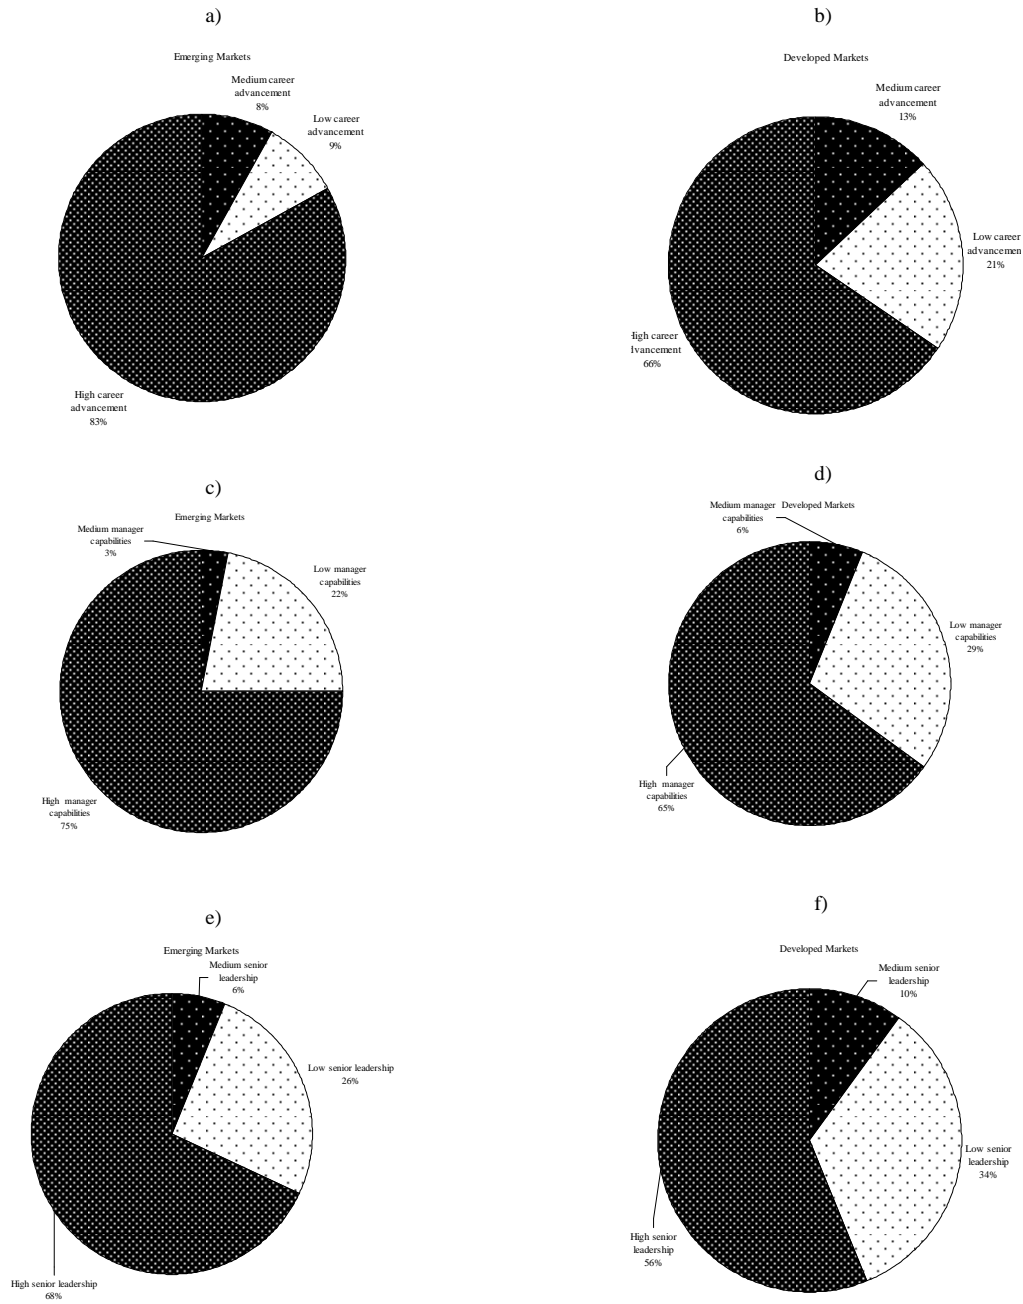 a)
Emerging Markets
Medium career
advancement
8%
Low career
advancement
9%
High career
advancement
83%
b)
Developed Markets
Medium career
advancement
13%
Low career
advancemen
21%
High career
lvancement
66%
c)
Emerging Markets
Medium manager
capabilities
3%
Low manager
capabilities
22%
High manager
capabilities
75%
d)
Developed Markets
Medium manager
capabilities
6%
Low manager
capabilities
29%
High manager
capabilities
65%
e)
Emerging Markets
Medium senior
leadership
6%
Low senior leadership
26%
High senior leadership
68%
f)
Developed Markets
Medium senior
leadership
10%
Low senior
leadership
34%
High senior
leadership
56%